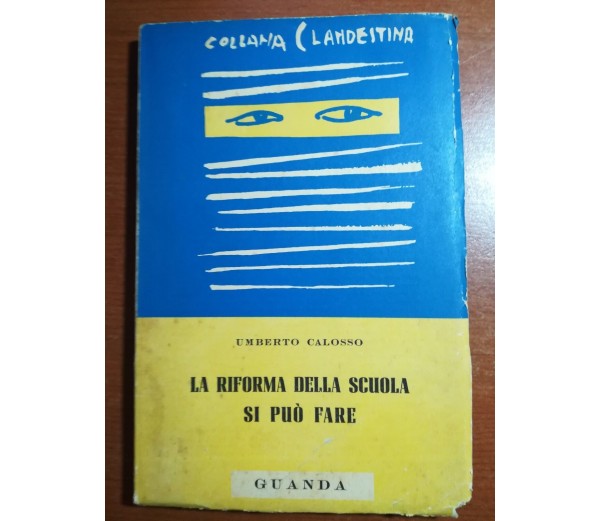 COLLANA CLANDESTINA
UMBERTO CALOSSO
LA RIFORMA DELLA SCUOLA
SI PUÒ FARE
GUANDA